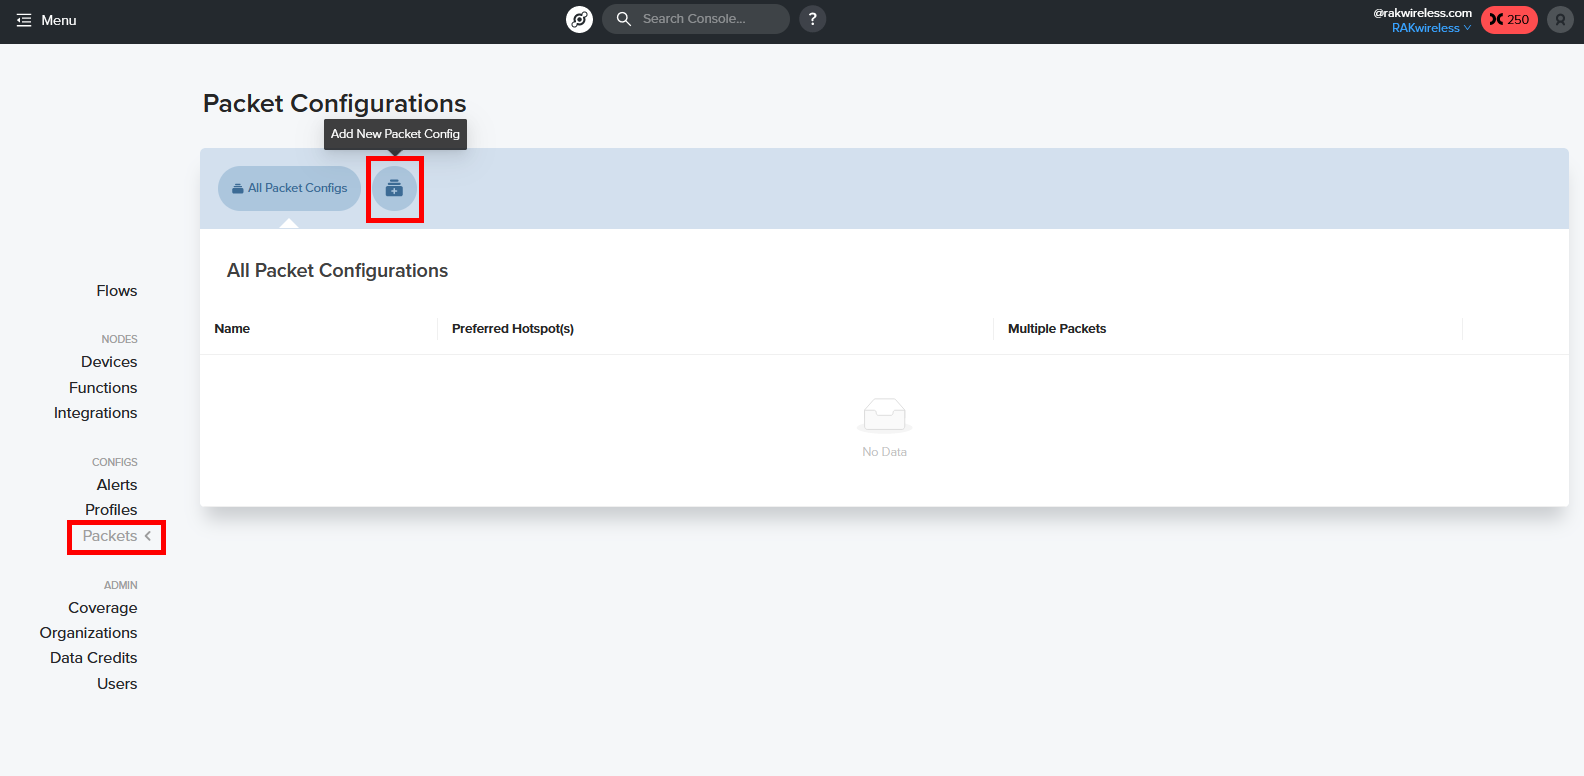 Menu
Search Console...
?
@rakwireless.com
RAKwireless
250
Packet Configurations
Add New Packet Config
All Packet Configs
All Packet Configurations
Name
Preferred Hotspot(s)
Multiple Packets
No Data
Flows
NODES
Devices
Functions
Integrations
CONFIGS
Alerts
Profiles
Packets
ADMIN
Coverage
Organizations
Data Credits
Users